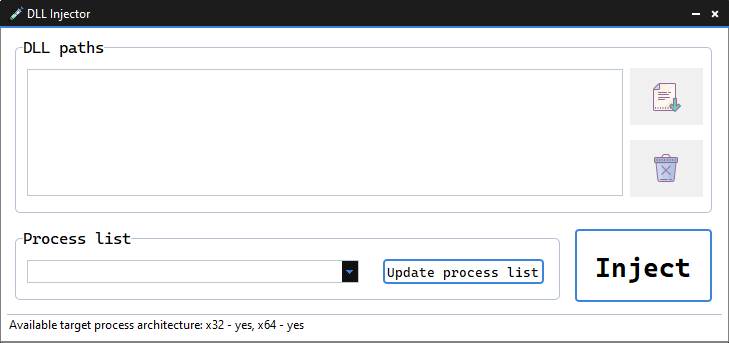 DLL Injector
DLL paths
Process list
Update process list
Inject
Available target process architecture: x32 - yes, x64 - yes